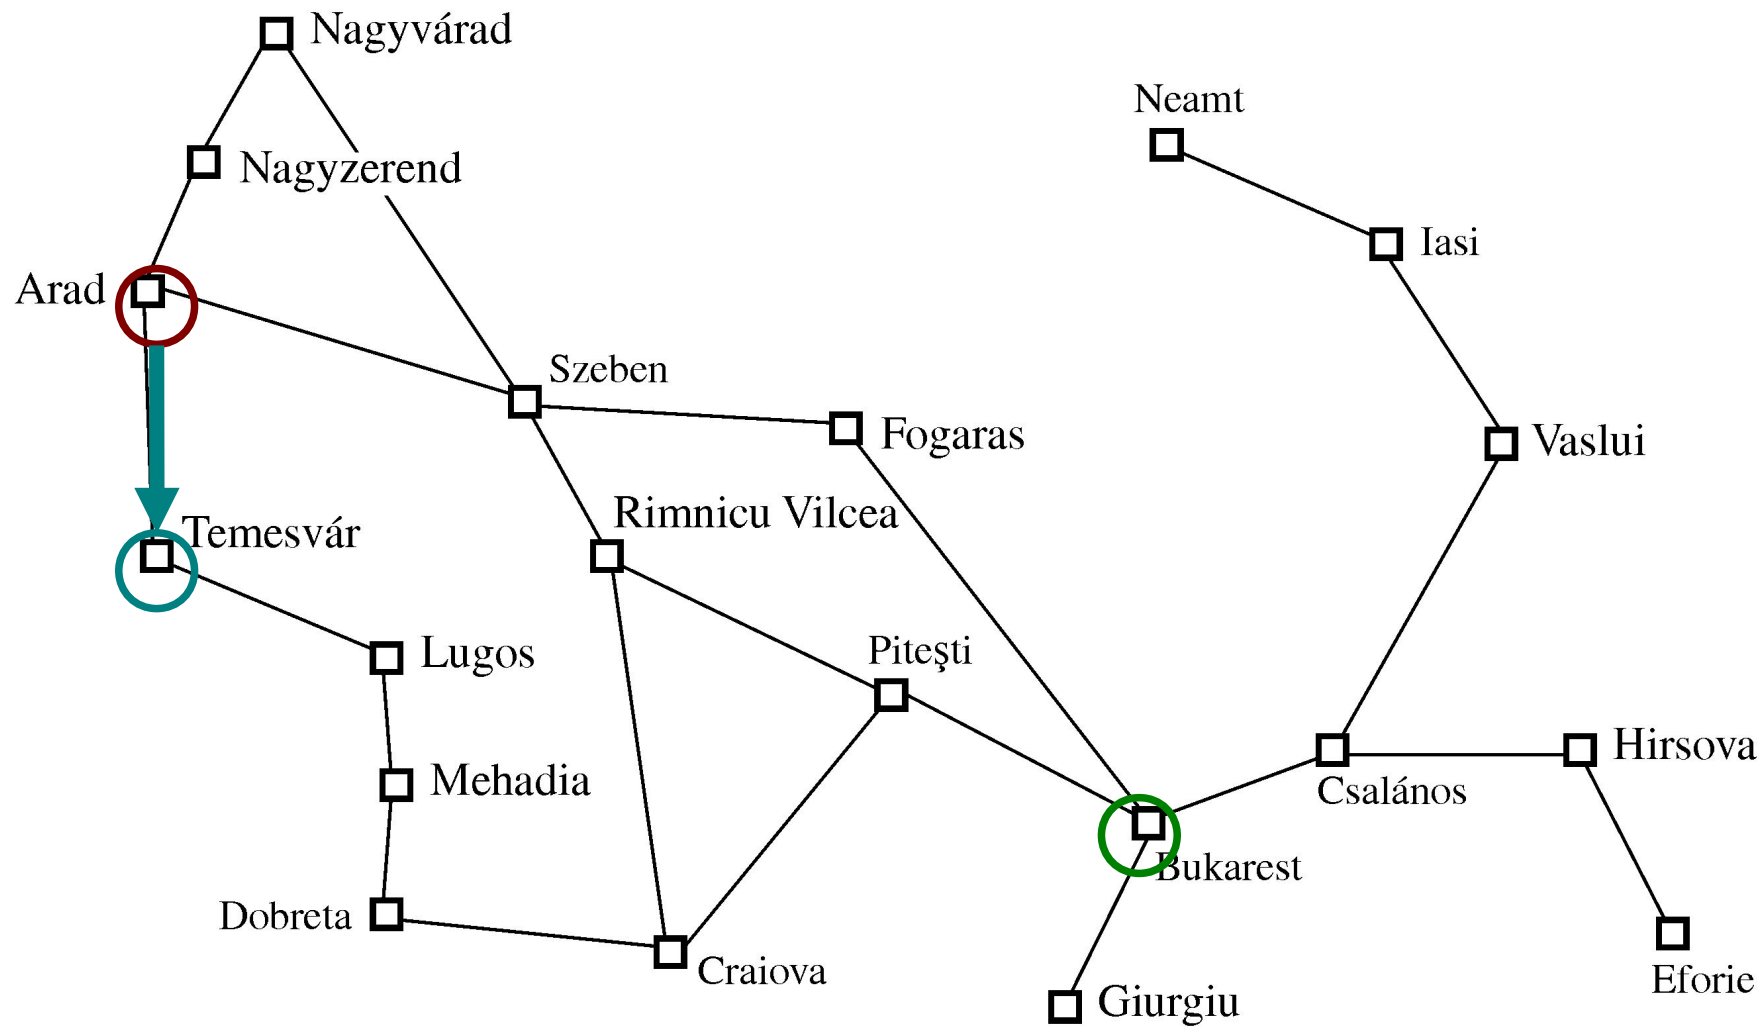 Nagyvárad
Neamt
Nagyzerend
Iasi
Arad
Szeben
Fogaras
Vaslui
Rimnicu Vilcea
Temesvár
Lugos
Piteşti
Hirsova
Mehadia
Csalános
Bukarest
Dobreta
Craiova
Eforie
Giurgiu